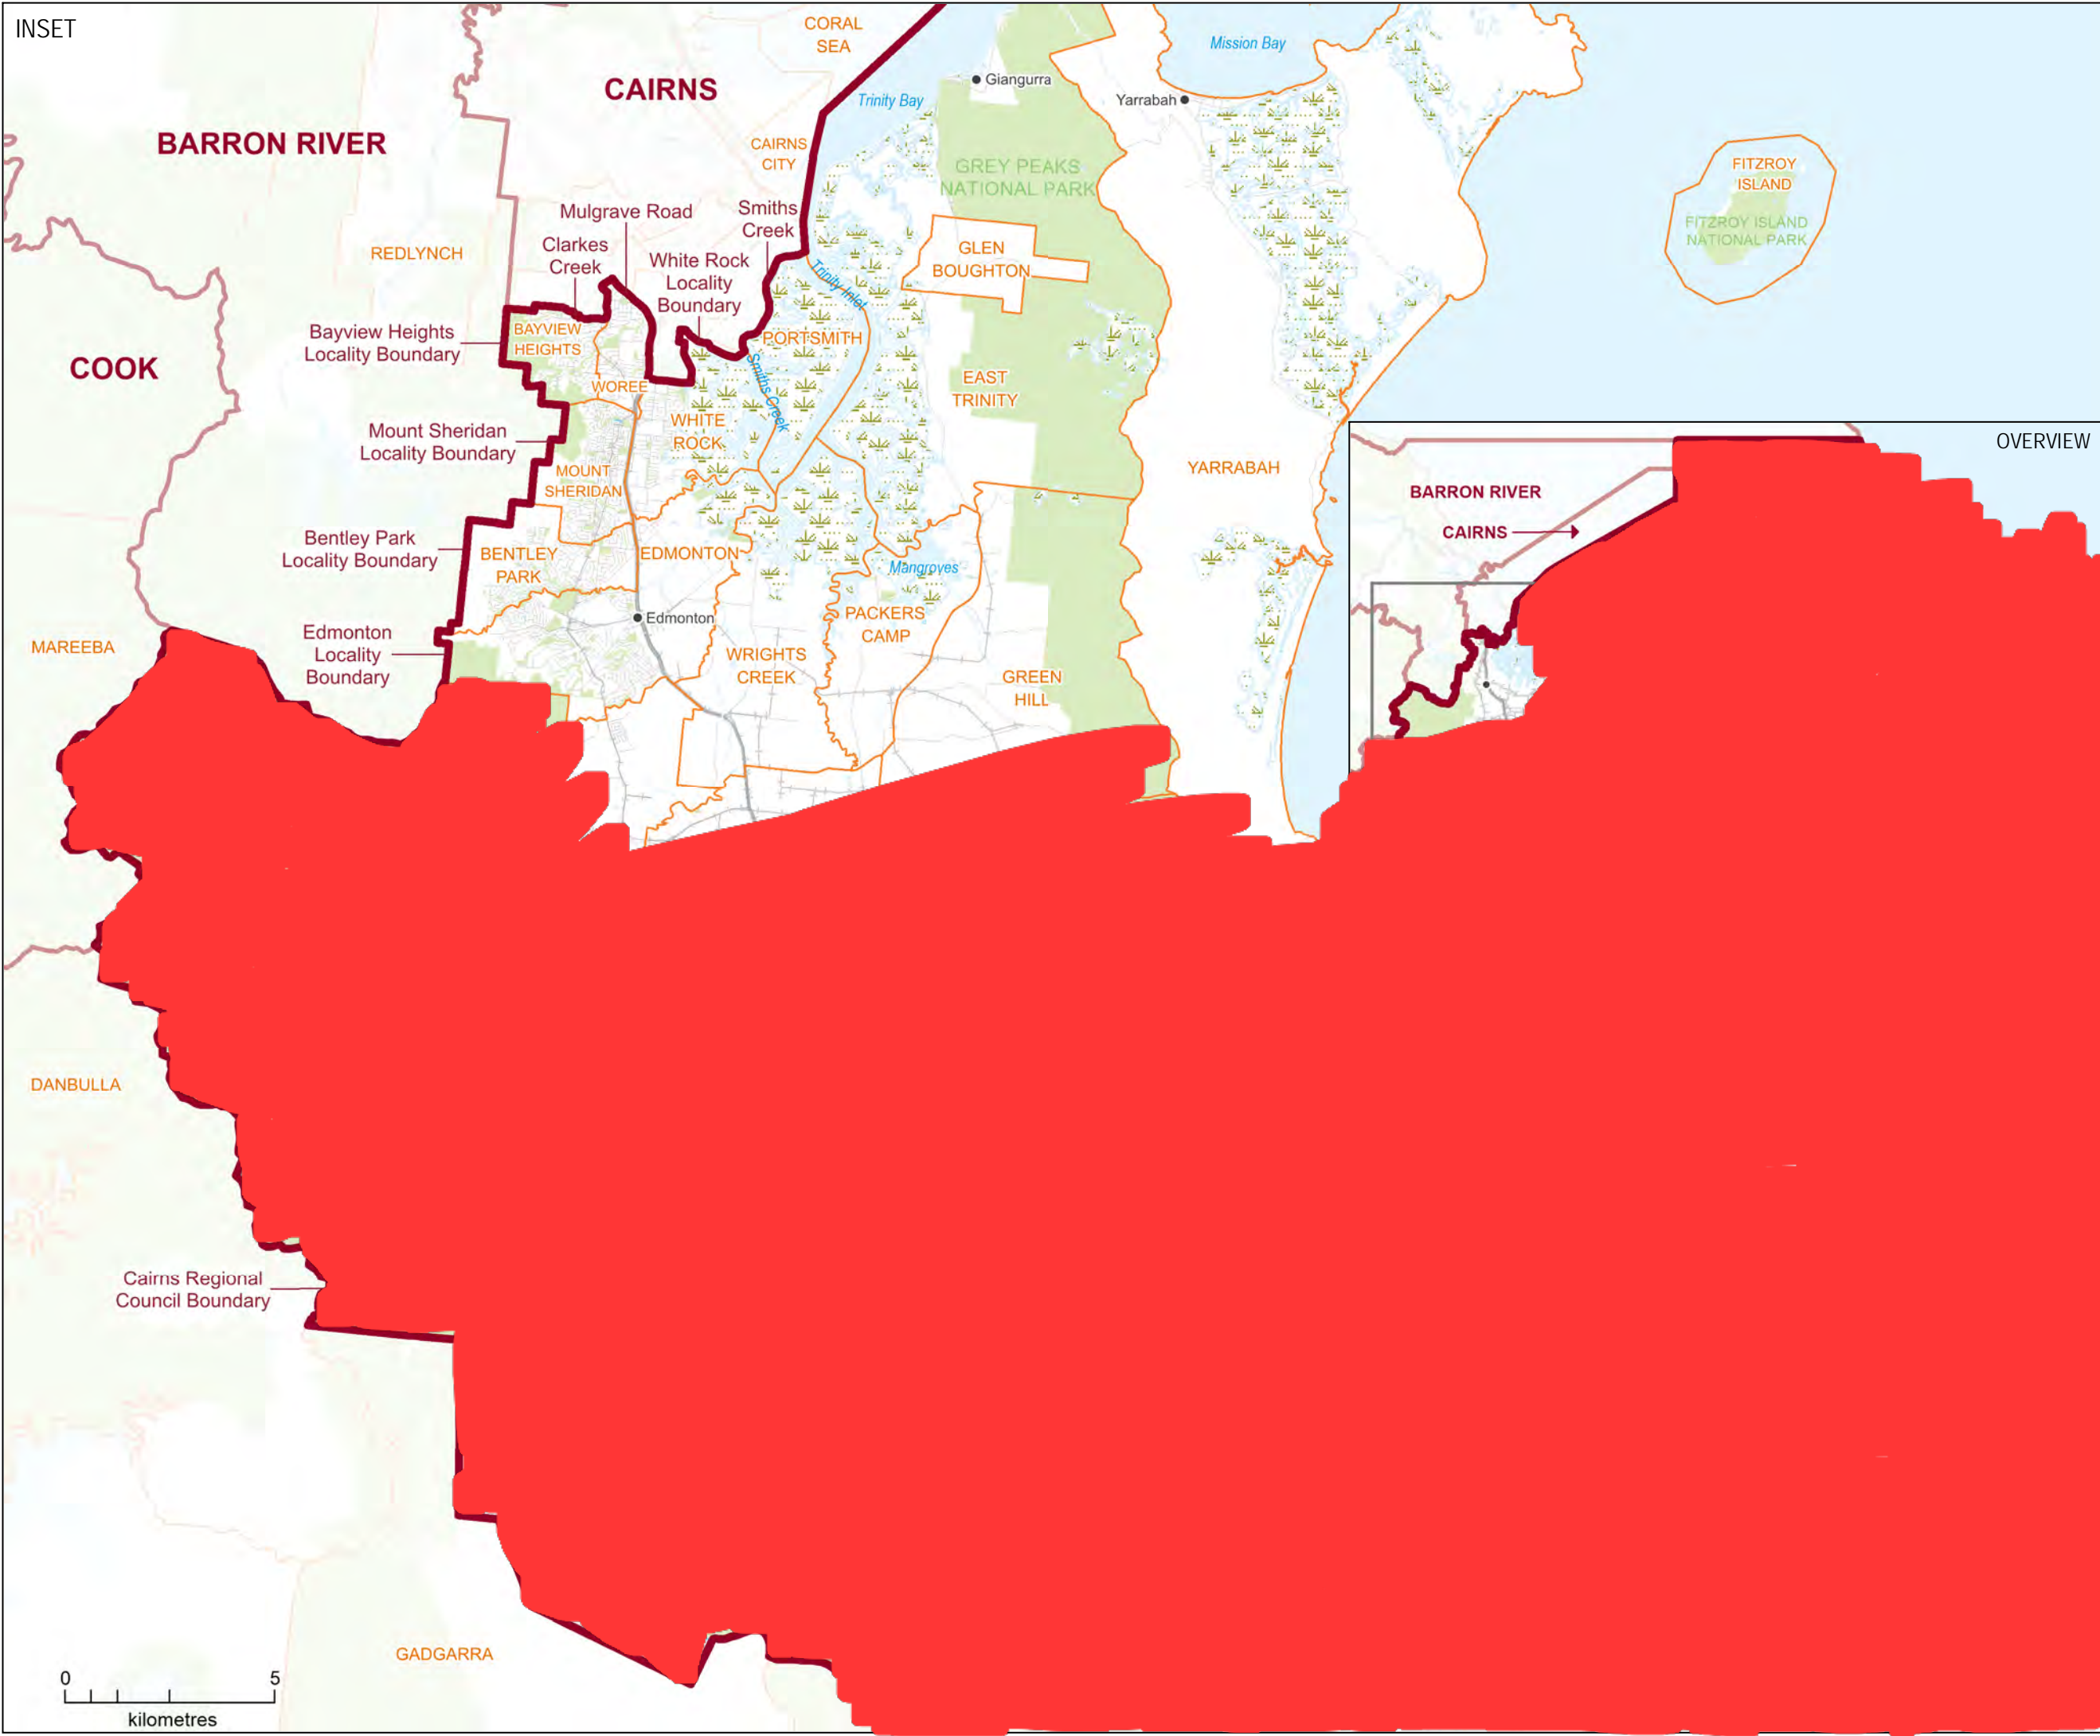 INSET
CORAL
SEA
Mission Bay
CAIRNS
Giangurra
Trinity Bay
Yarrabah
BARRON RIVER
CAIRNS
CITY
GREY PEAKS
NATIONAL PARK
FITZROY
ISLAND
FITZROY ISLAND
NATIONAL PARK
Mulgrave Road
Smiths
Creek
Clarkes
Creek
White Rock
Locality
Boundary
REDLYNCH
GLEN
BOUGHTON
Trinity Inlet
Bayview Heights
Locality Boundary
BAYVIEW
HEIGHTS
PORTSMITH
COOK
WOREE
Smiths Creek
EAST
TRINITY
Mount Sheridan
Locality Boundary
WHITE
ROCK
MOUNT
SHERIDAN
YARRABAH
OVERVIEW
BARRON RIVER
CAIRNS
Bentley Park
Locality Boundary
BENTLEY
PARK
EDMONTON
Mangroves
Edmonton
PACKERS
CAMP
MAREEBA
Edmonton
Locality
Boundary
WRIGHTS
CREEK
GREEN
HILL
DANBULLA
Cairns Regional
Council Boundary
GADGARRA
0 5
kilometres